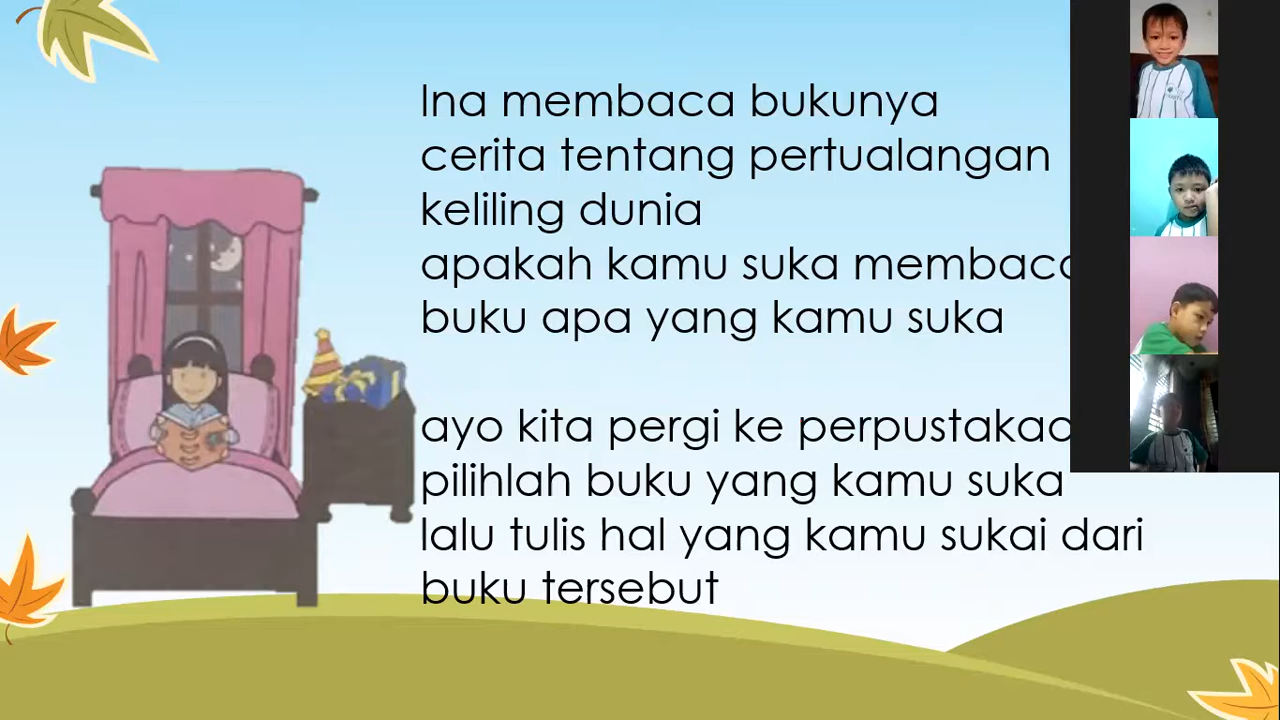 Ina membaca bukunya
cerita tentang pertualangan
keliling dunia
apakah kamu suka membaca
buku apa yang kamu suka
ayo kita pergi ke perpustakaa
pilihlah buku yang kamu suka
lalu tulis hal yang kamu sukai dari
buku tersebut